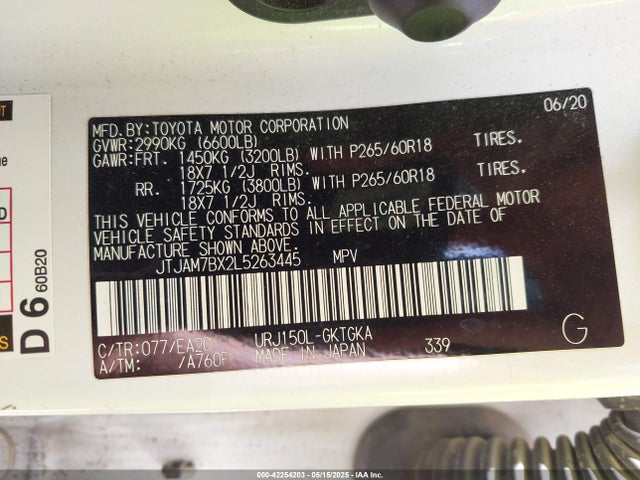 06/20
MFD.BY:TOYOTA MOTOR CORPORATION
GVWR:2990KG (6600LB)
GAWR:FRT. 1450KG (3200LB) WITH P265/60R18 TIRES.
18X7 1/2J RIMS.
RR. 1725KG (3800LB) WITH P265/60R18 TIRES.
18X7 1/2J RIMS.
THIS VEHICLE CONFORMS TO ALL APPLICABLE FEDERAL MOTOR
VEHICLE SAFETY STANDARDS IN EFFECT ON THE DATE OF
MANUFACTURE SHOWN ABOVE.
JTJAM7BX2L5263445 MPV
C/TR:077/EA2C URJ150L-GKTGKA
A/TM: /A760F MADE IN JAPAN 339
G
D 6 60B20
000-42254203 - 05/15/2025 - IAA Inc.